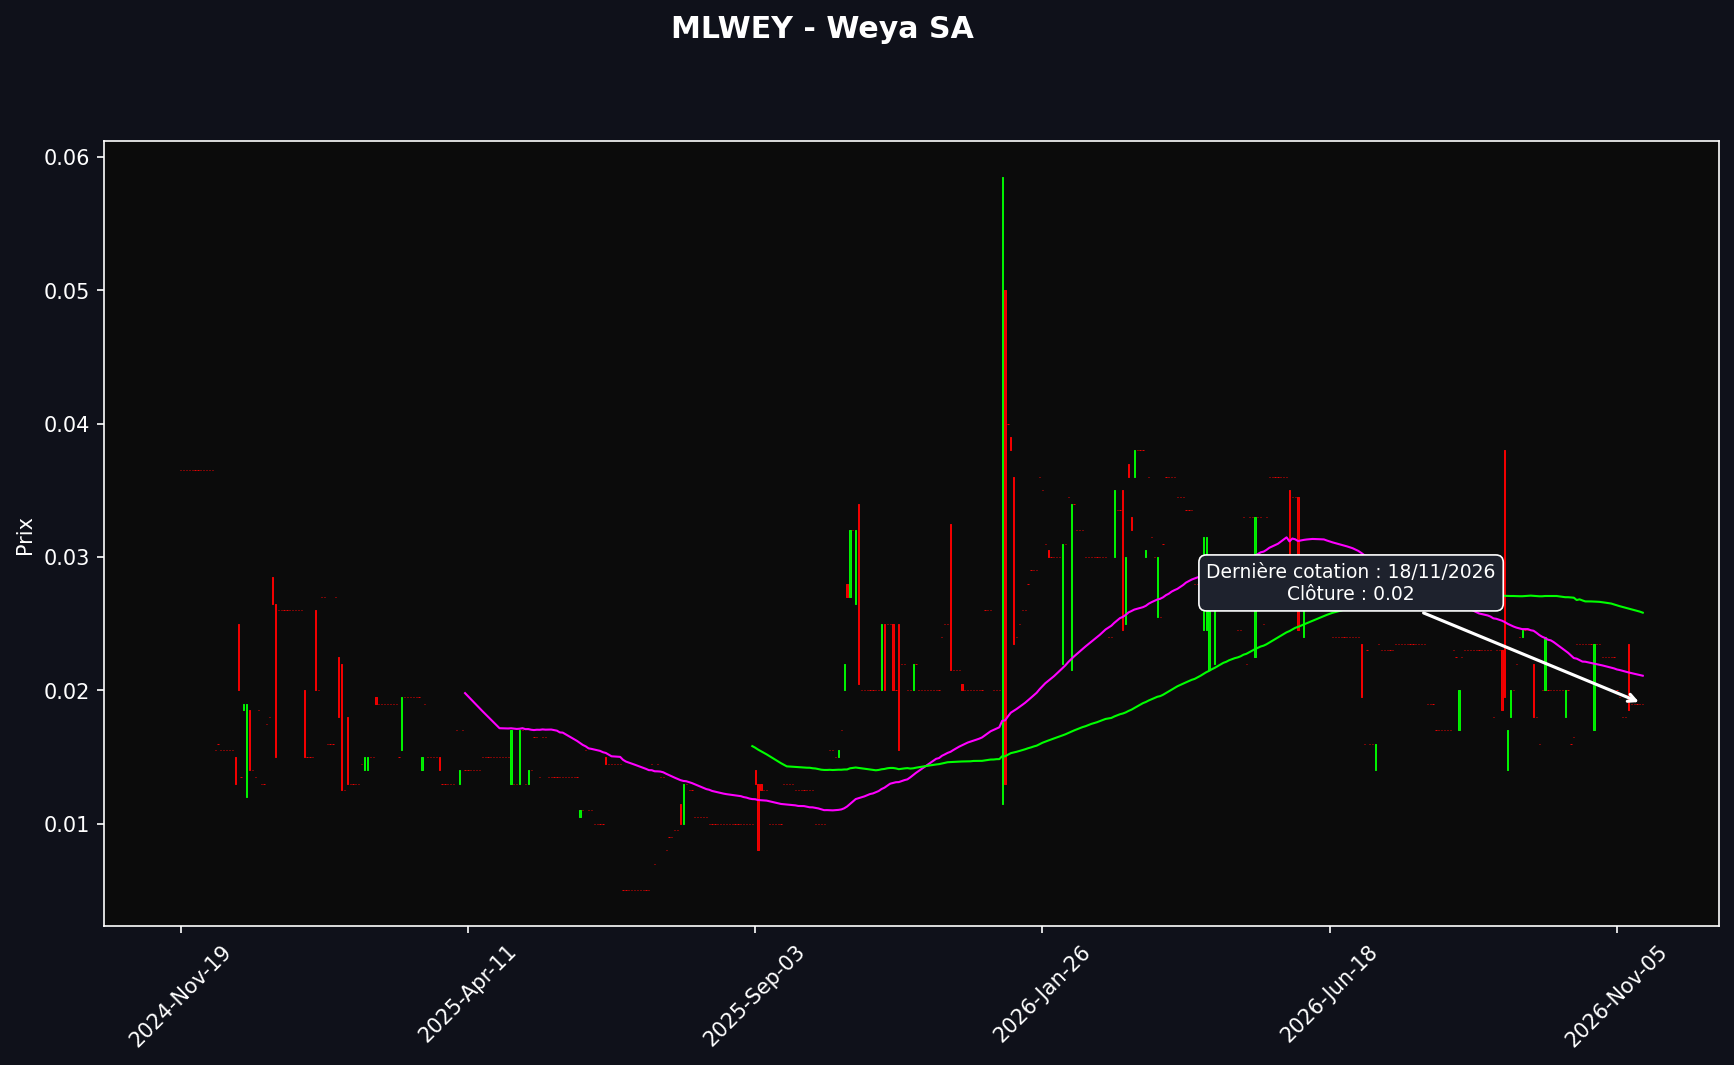 MLWEY - Weya SA
Prix
0.06
0.05
0.04
0.03
0.02
0.01
Dernière cotation : 18/11/2026
Clôture : 0.02
2024-Nov-19
2025-Apr-11
2025-Sep-03
2026-Jan-26
2026-Jun-18
2026-Nov-05